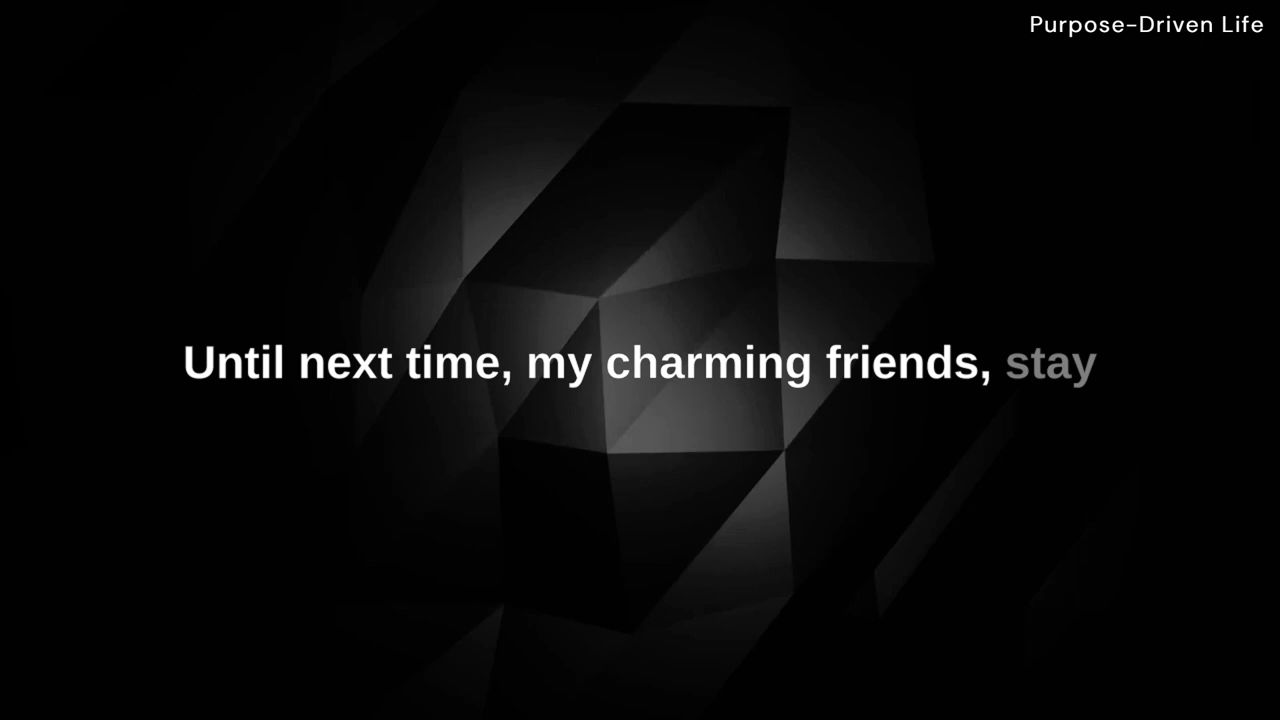 Purpose-Driven Life
Until next time, my charming friends, stay